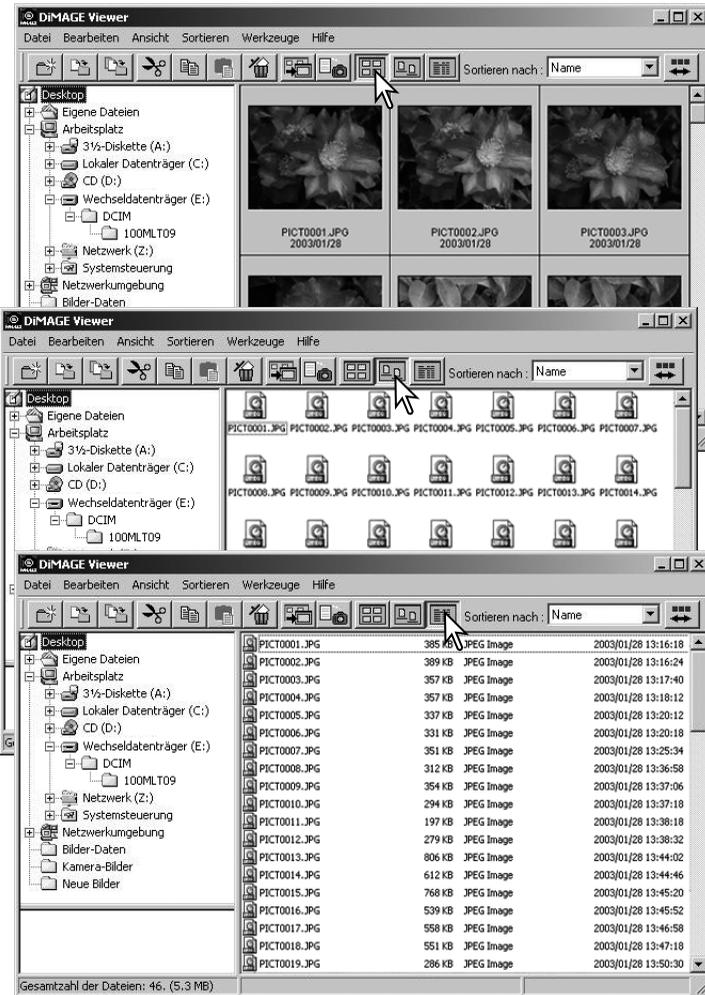 DiMAGE Viewer
Datei Bearbeiten Ansicht Sortieren Werkzeuge Hilfe
Sortieren nach : Name
Desktop
Eigene Dateien
Arbeitsplatz
3½-Diskette (A:)
Lokaler Datenträger (C:)
CD (D:)
Wechseldatenträger (E:)
DCIM
100MLT09
Netzwerk (Z:)
Systemsteuerung
Netzwerkumgebung
Bilder-Daten
PICT0001.JPG PICT0002.JPG PICT0003.JPG
2003/01/28 2003/01/28 2003/01/28
DiMAGE Viewer
Datei Bearbeiten Ansicht Sortieren Werkzeuge Hilfe
Sortieren nach : Name
Desktop
Eigene Dateien
Arbeitsplatz
3½-Diskette (A:)
Lokaler Datenträger (C:)
CD (D:)
Wechseldatenträger (E:)
DCIM
100MLT09
PICT0001.JPG PICT0002.JPG PICT0003.JPG PICT0004.JPG PICT0005.JPG PICT0006.JPG PICT0007.JPG
PICT0008.JPG PICT0009.JPG PICT0010.JPG PICT0011.JPG PICT0012.JPG PICT0013.JPG PICT0014.JPG
DiMAGE Viewer
Datei Bearbeiten Ansicht Sortieren Werkzeuge Hilfe
Sortieren nach : Name
Desktop
Eigene Dateien
Arbeitsplatz
3½-Diskette (A:)
Lokaler Datenträger (C:)
CD (D:)
Wechseldatenträger (E:)
DCIM
100MLT09
Netzwerk (Z:)
Systemsteuerung
Netzwerkumgebung
Bilder-Daten
Kamera-Bilder
Neue Bilder
PICT0001.JPG 385 KB JPEG Image 2003/01/28 13:16:18
PICT0002.JPG 389 KB JPEG Image 2003/01/28 13:16:24
PICT0003.JPG 357 KB JPEG Image 2003/01/28 13:17:40
PICT0004.JPG 357 KB JPEG Image 2003/01/28 13:18:12
PICT0005.JPG 337 KB JPEG Image 2003/01/28 13:20:12
PICT0006.JPG 331 KB JPEG Image 2003/01/28 13:20:18
PICT0007.JPG 351 KB JPEG Image 2003/01/28 13:25:34
PICT0008.JPG 312 KB JPEG Image 2003/01/28 13:36:58
PICT0009.JPG 354 KB JPEG Image 2003/01/28 13:37:06
PICT0010.JPG 294 KB JPEG Image 2003/01/28 13:37:18
PICT0011.JPG 197 KB JPEG Image 2003/01/28 13:38:18
PICT0012.JPG 279 KB JPEG Image 2003/01/28 13:38:32
PICT0013.JPG 806 KB JPEG Image 2003/01/28 13:44:02
PICT0014.JPG 612 KB JPEG Image 2003/01/28 13:44:46
PICT0015.JPG 768 KB JPEG Image 2003/01/28 13:45:20
PICT0016.JPG 539 KB JPEG Image 2003/01/28 13:45:52
PICT0017.JPG 558 KB JPEG Image 2003/01/28 13:46:58
PICT0018.JPG 551 KB JPEG Image 2003/01/28 13:47:18
PICT0019.JPG 286 KB JPEG Image 2003/01/28 13:50:30
Gesamtzahl der Dateien: 46. (5.3 MB)